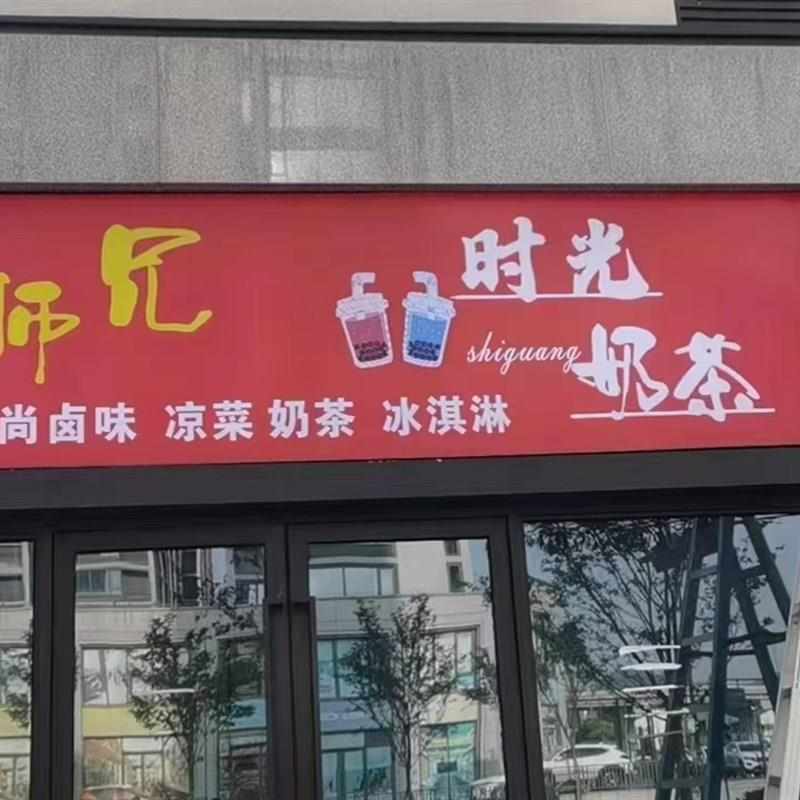 师兄
时光
shiguang
奶茶
尚卤味 凉菜 奶茶 冰淇淋